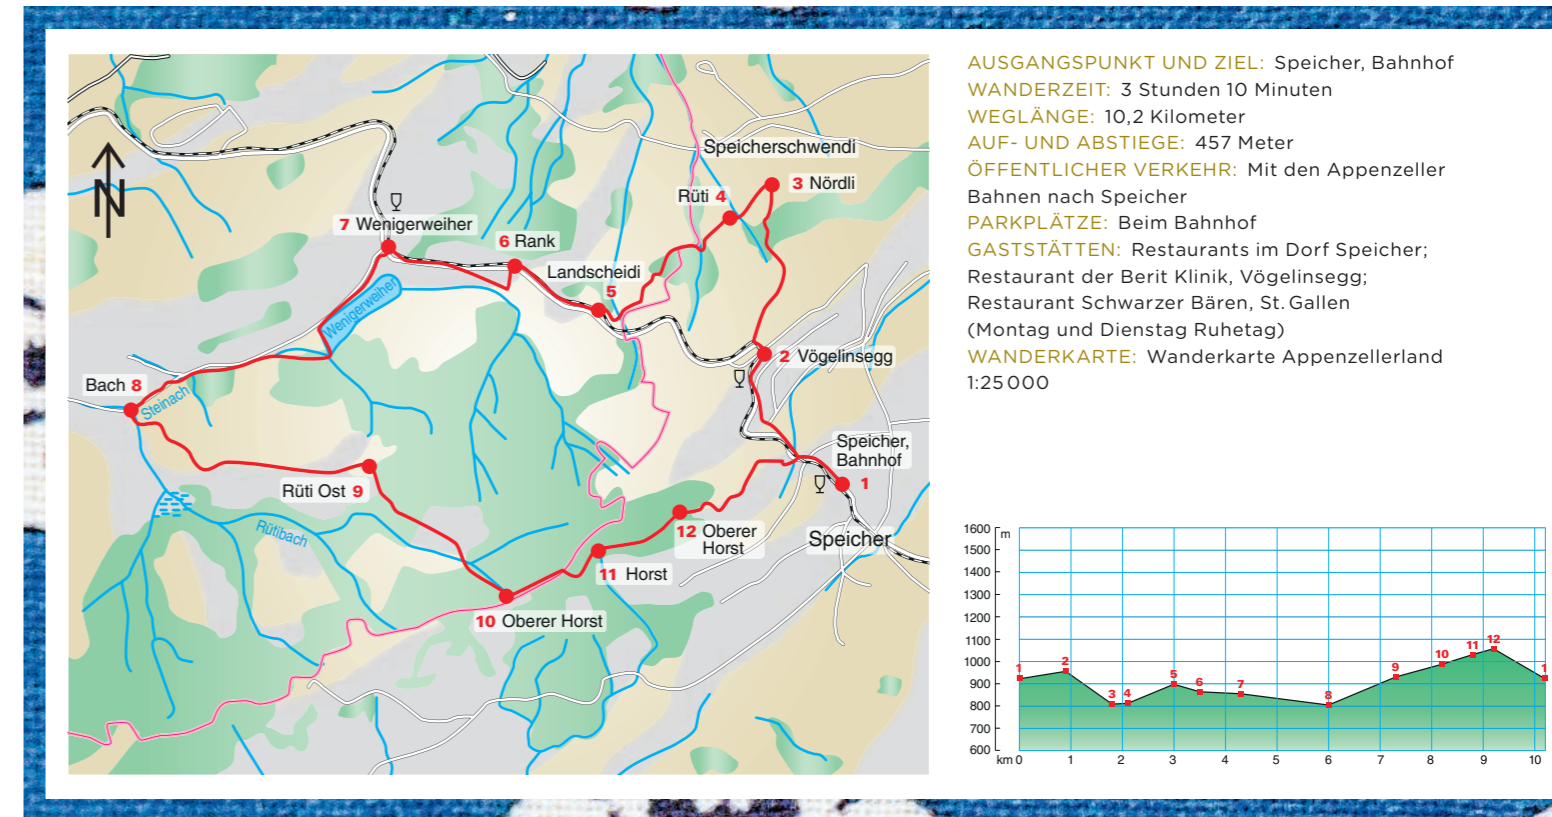 N
Speicherschwendi
3 Nördli
Rüti 4
7 Wenigerweiher
6 Rank
Landscheidi
5
Wenigerweiher
2 Vögelinsegg
Bach 8
Steinach
Speicher,
Bahnhof
1
Rüti Ost 9
Rütibach
12 Oberer
Horst
Speicher
11 Horst
10 Oberer Horst
AUSGANGSPUNKT UND ZIEL: Speicher, Bahnhof
WANDERZEIT: 3 Stunden 10 Minuten
WEGLÄNGE: 10,2 Kilometer
AUF- UND ABSTIEGE: 457 Meter
ÖFFENTLICHER VERKEHR: Mit den Appenzeller
Bahnen nach Speicher
PARKPLÄTZE: Beim Bahnhof
GASTSTÄTTEN: Restaurants im Dorf Speicher;
Restaurant der Berit Klinik, Vögelinsegg;
Restaurant Schwarzer Bären, St. Gallen
(Montag und Dienstag Ruhetag)
WANDERKARTE: Wanderkarte Appenzellerland
1:25 000
1600 m
1500
1400
1300
1200
1100
1000
900
800
700
600
1 2 3 4 5 6 7 8 9 10 11 12 1
km 0 1 2 3 4 5 6 7 8 9 10